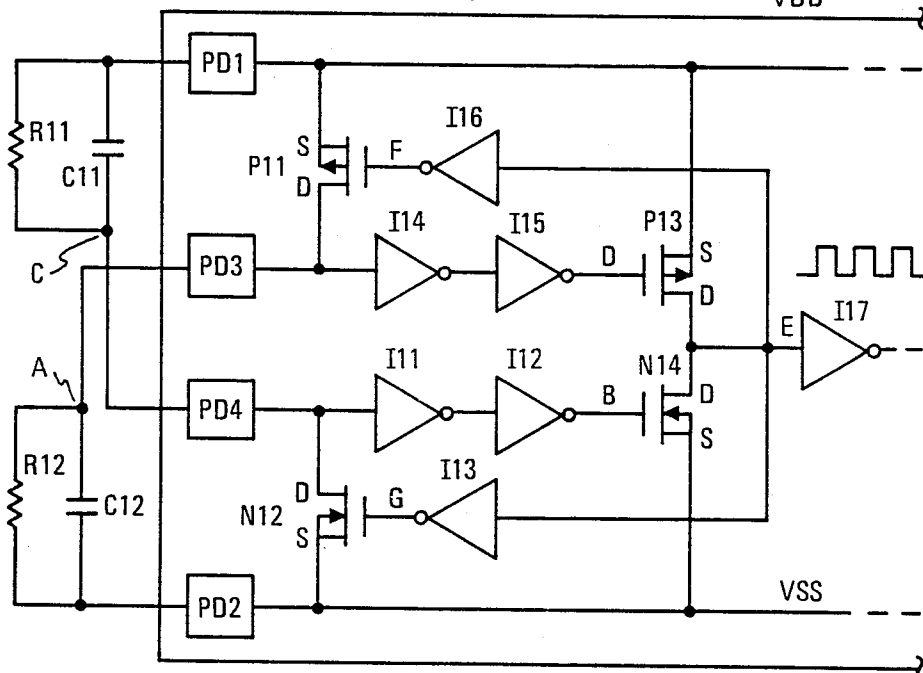 VDD
PD1
I16
R11
S
F
P11
C11
D
I14
I15
P13
D
S
C
PD3
D
I17
E
A
I11
I12
N14
PD4
B
D
S
R12
I13
C12
D
G
N12
S
VSS
PD2